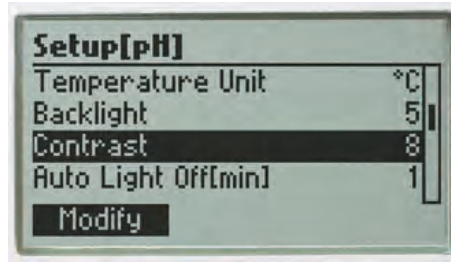 Setup[pH]
Temperature Unit °C
Backlight 5
Contrast 8
Auto Light Off[min] 1
Modify